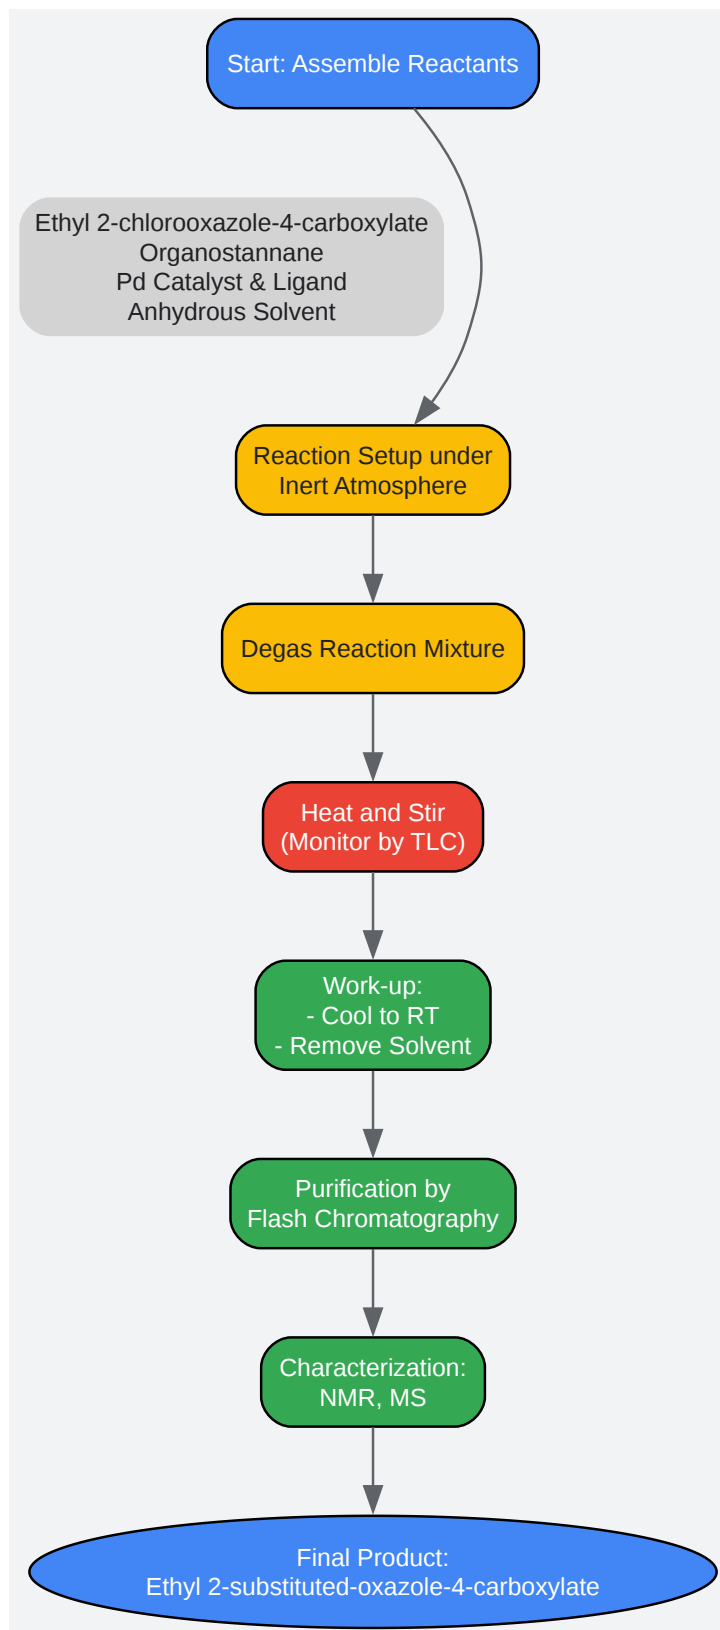 Start: Assemble Reactants
Ethyl 2-chlorooxazole-4-carboxylate
Organostannane
Pd Catalyst & Ligand
Anhydrous Solvent
Reaction Setup under
Inert Atmosphere
Degas Reaction Mixture
Heat and Stir
(Monitor by TLC)
Work-up:
- Cool to RT
- Remove Solvent
Purification by
Flash Chromatography
Characterization:
NMR, MS
Final Product:
Ethyl 2-substituted-oxazole-4-carboxylate